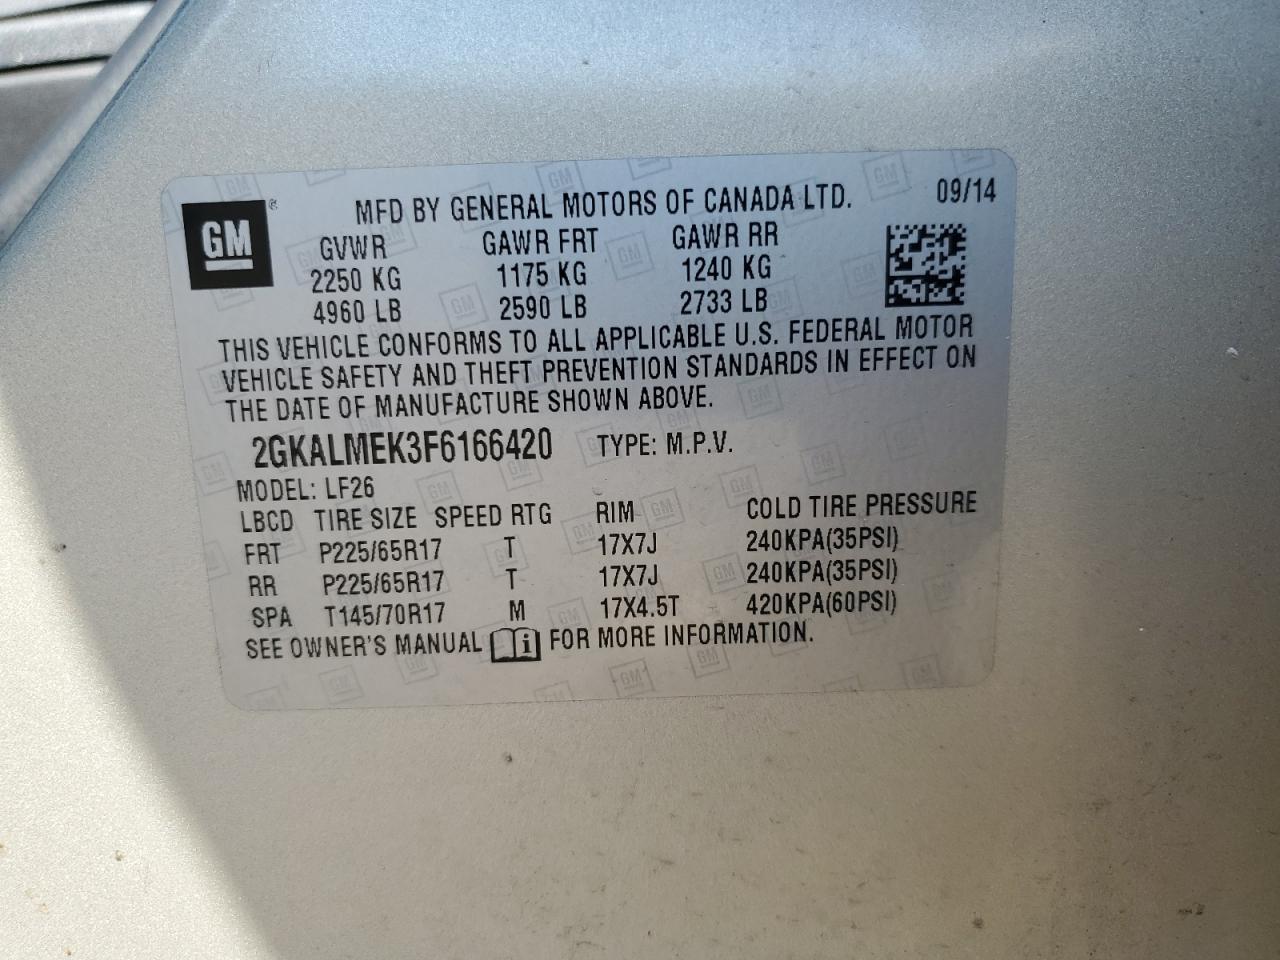 GM
MFD BY GENERAL MOTORS OF CANADA LTD. 09/14
GVWR GAWR FRT GAWR RR
2250 KG 1175 KG 1240 KG
4960 LB 2590 LB 2733 LB
THIS VEHICLE CONFORMS TO ALL APPLICABLE U.S. FEDERAL MOTOR
VEHICLE SAFETY AND THEFT PREVENTION STANDARDS IN EFFECT ON
THE DATE OF MANUFACTURE SHOWN ABOVE.
2GKALMEK3F6166420 TYPE: M.P.V.
MODEL: LF26
LBCD TIRE SIZE SPEED RTG RIM COLD TIRE PRESSURE
FRT P225/65R17 T 17X7J 240KPA(35PSI)
RR P225/65R17 T 17X7J 240KPA(35PSI)
SPA T145/70R17 M 17X4.5T 420KPA(60PSI)
SEE OWNER'S MANUAL i FOR MORE INFORMATION.